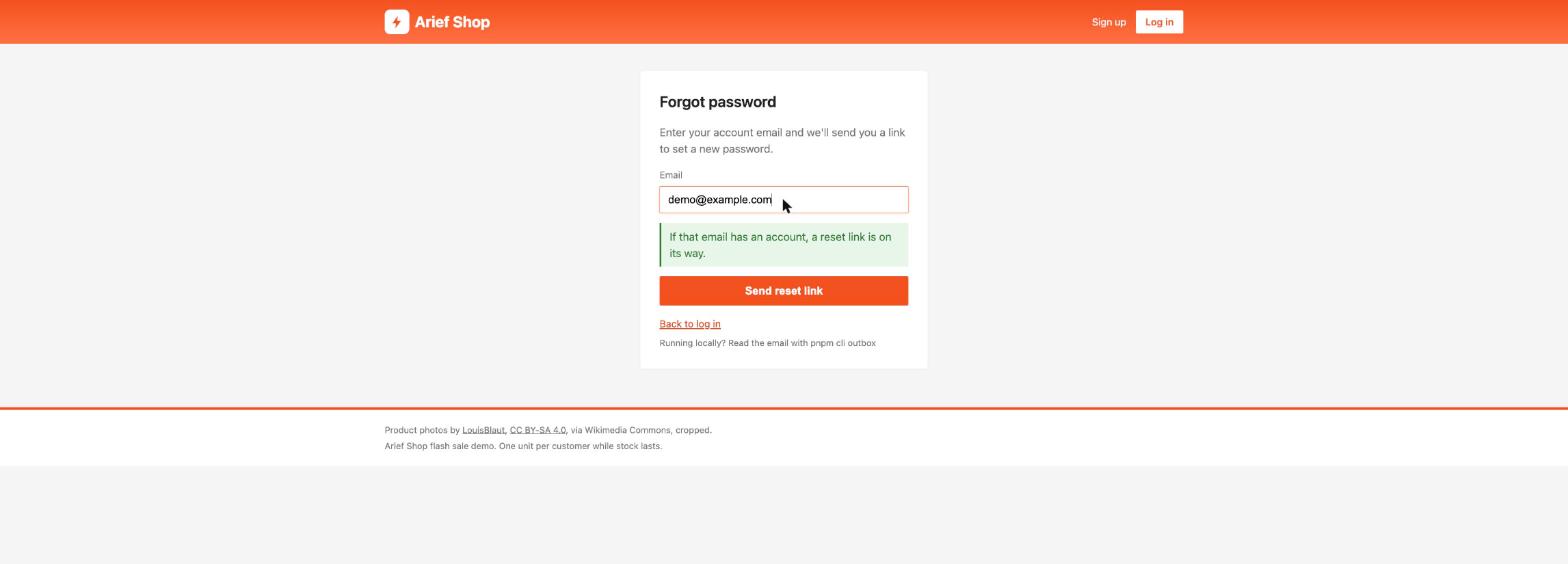 Arief Shop
Sign up
Log in
Forgot password
Enter your account email and we'll send you a link
to set a new password.
Email
demo@example.com
If that email has an account, a reset link is on
its way.
Send reset link
Back to log in
Running locally? Read the email with pnpm cli outbox
Product photos by LouisBlaut, CC BY-SA 4.0, via Wikimedia Commons, cropped.
Arief Shop flash sale demo. One unit per customer while stock lasts.